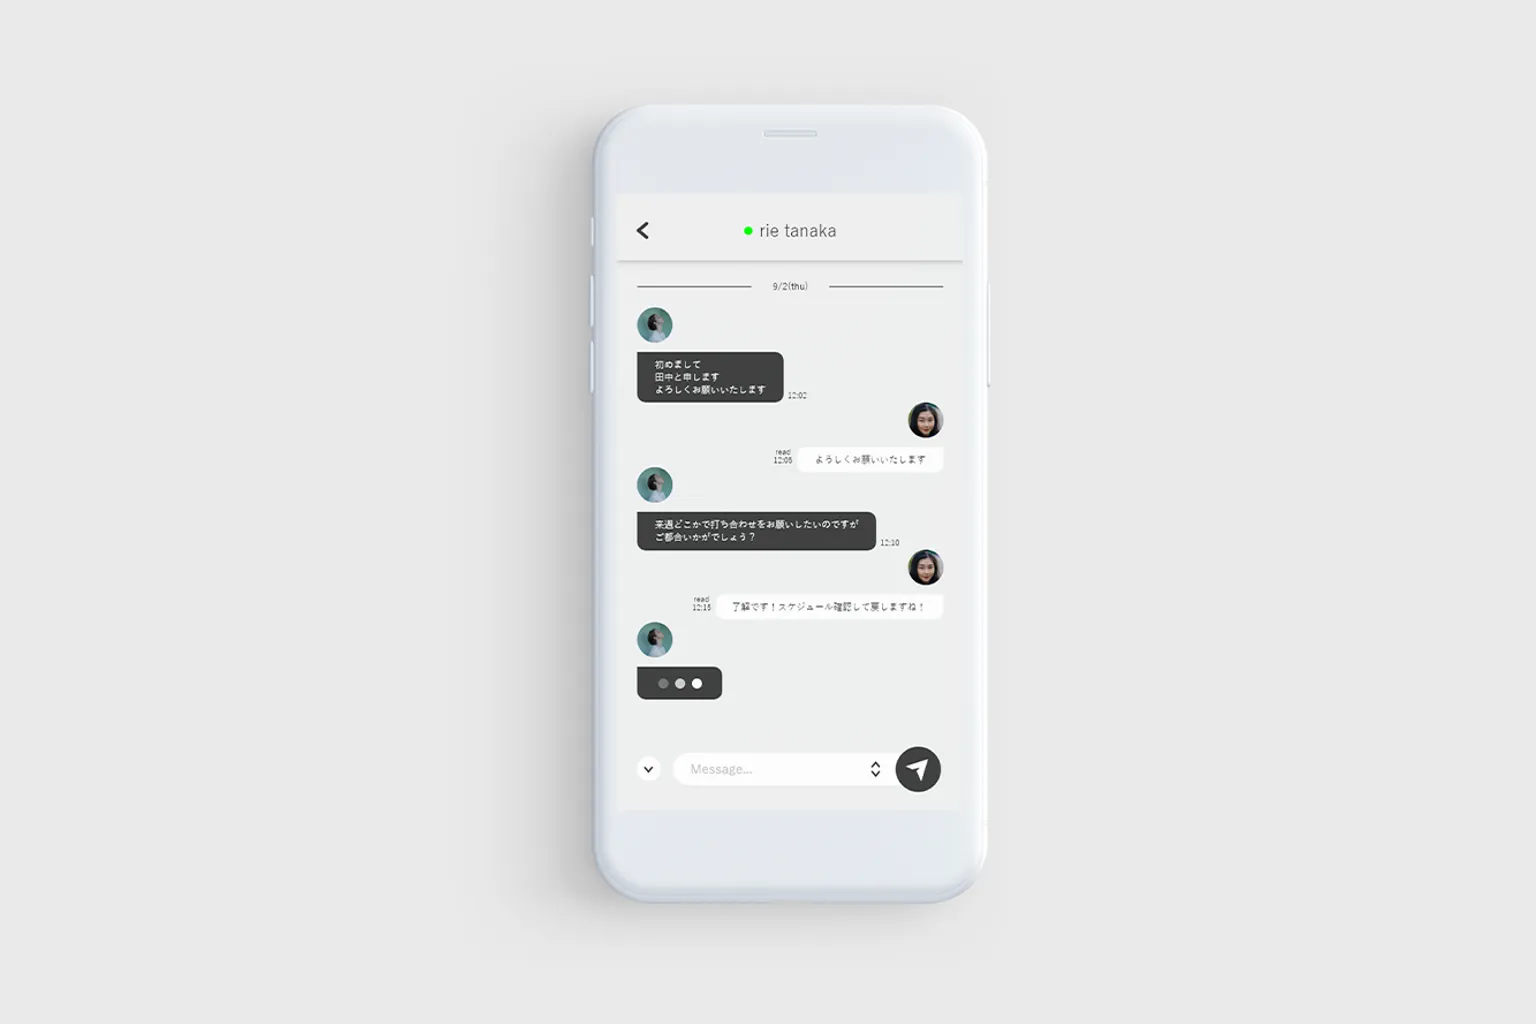 rie tanaka
9/2(thu)
初めまして
田中と申します
よろしくお願いいたします
12:02
read
12:05
よろしくお願いいたします
来週どこかで打ち合わせをお願いしたいのですが
ご都合いかがでしょう？
12:10
read
12:15
了解です！スケジュール確認して戻しますね！
Message...